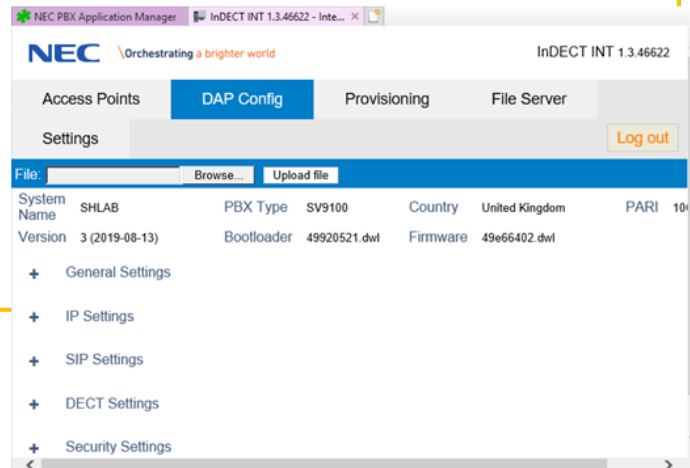 NEC PBX Application Manager InDECT INT 1.3.46622 - Inte...
NEC \Orchestrating a brighter world InDECT INT 1.3.46622
Access Points DAP Config Provisioning File Server
Settings Log out
File: Browse... Upload file
System Name SHLAB PBX Type SV9100 Country United Kingdom PARI
Version 3 (2019-08-13) Bootloader 49920521.dwl Firmware 49e66402.dwl
+ General Settings
+ IP Settings
+ SIP Settings
+ DECT Settings
+ Security Settings